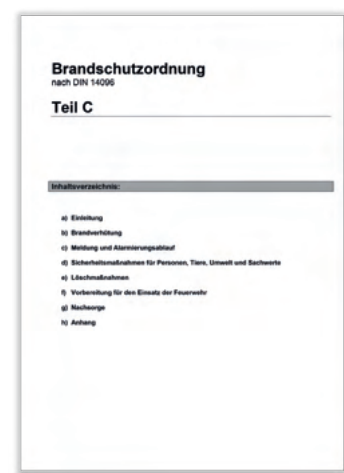 Brandschutzordnung
nach DIN 14096
Teil C
Inhaltsverzeichnis:
a) Einleitung
b) Brandverhütung
c) Meldung und Alarmierungsablauf
d) Sicherheitsmaßnahmen für Personen, Tiere, Umwelt und Sachwerte
e) Löschmaßnahmen
f) Vorbereitung für den Einsatz der Feuerwehr
g) Nachsorge
h) Anhang